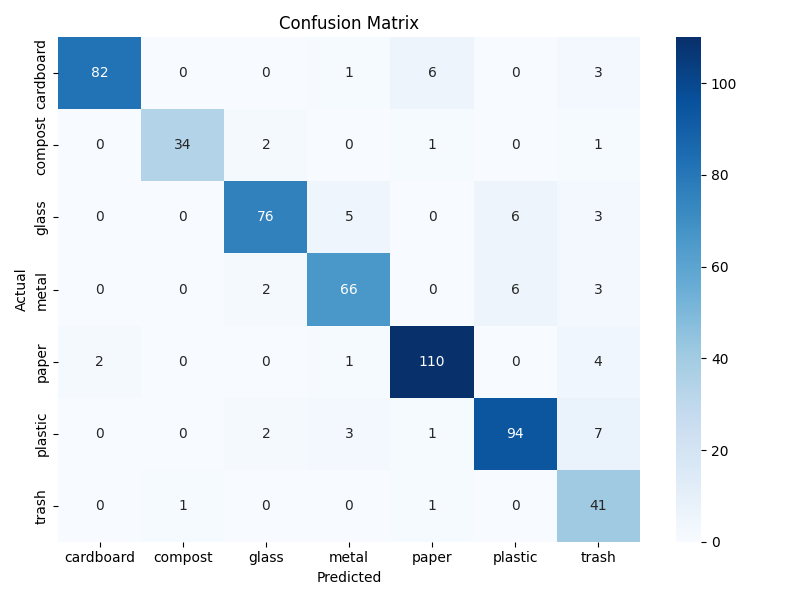 Confusion Matrix
cardboard 82 0 0 1 6 0 3
compost 0 34 2 0 1 0 1
glass 0 0 76 5 0 6 3
metal 0 0 2 66 0 6 3
paper 2 0 0 1 110 0 4
plastic 0 0 2 3 1 94 7
trash 0 1 0 0 1 0 41
cardboard compost glass metal paper plastic trash
Predicted
Actual
100
80
60
40
20
0